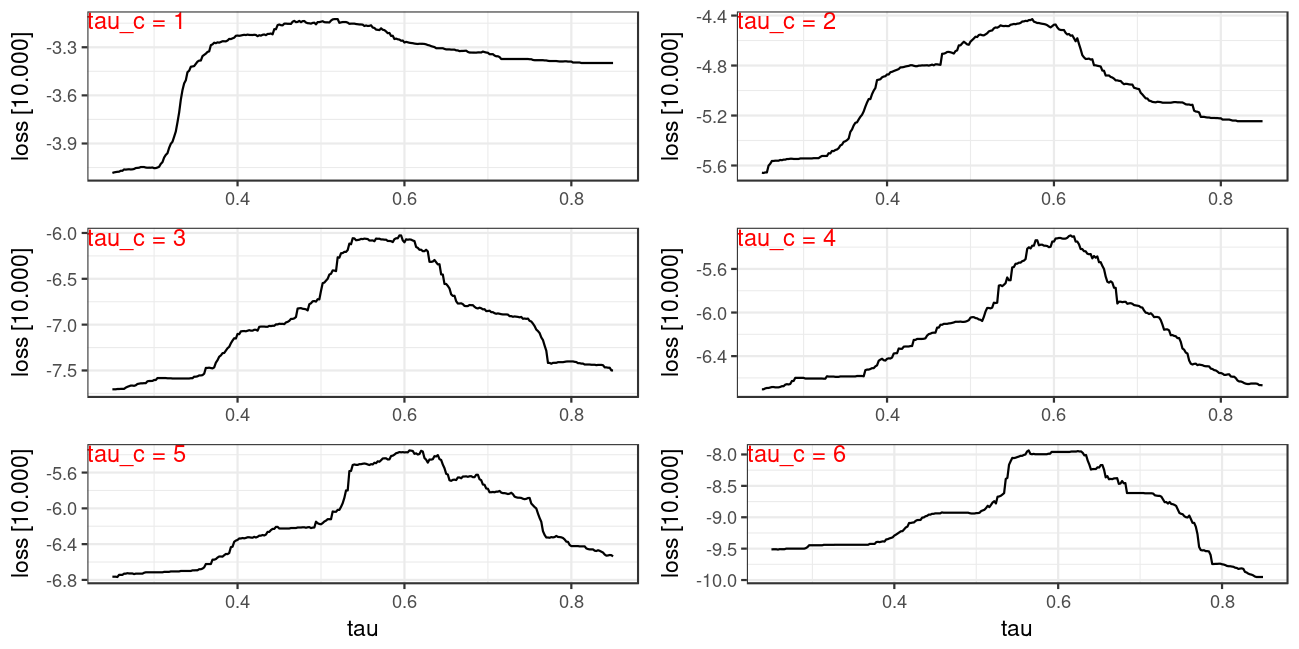 tau_c = 1
loss [10.000]
-3.3
-3.6
-3.9
0.4 0.6 0.8
tau_c = 2
loss [10.000]
-4.4
-4.8
-5.2
-5.6
0.4 0.6 0.8
tau_c = 3
loss [10.000]
-6.0
-6.5
-7.0
-7.5
0.4 0.6 0.8
tau_c = 4
loss [10.000]
-5.6
-6.0
-6.4
0.4 0.6 0.8
tau_c = 5
loss [10.000]
-5.6
-6.0
-6.4
-6.8
0.4 0.6 0.8
tau
tau_c = 6
loss [10.000]
-8.0
-8.5
-9.0
-9.5
-10.0
0.4 0.6 0.8
tau